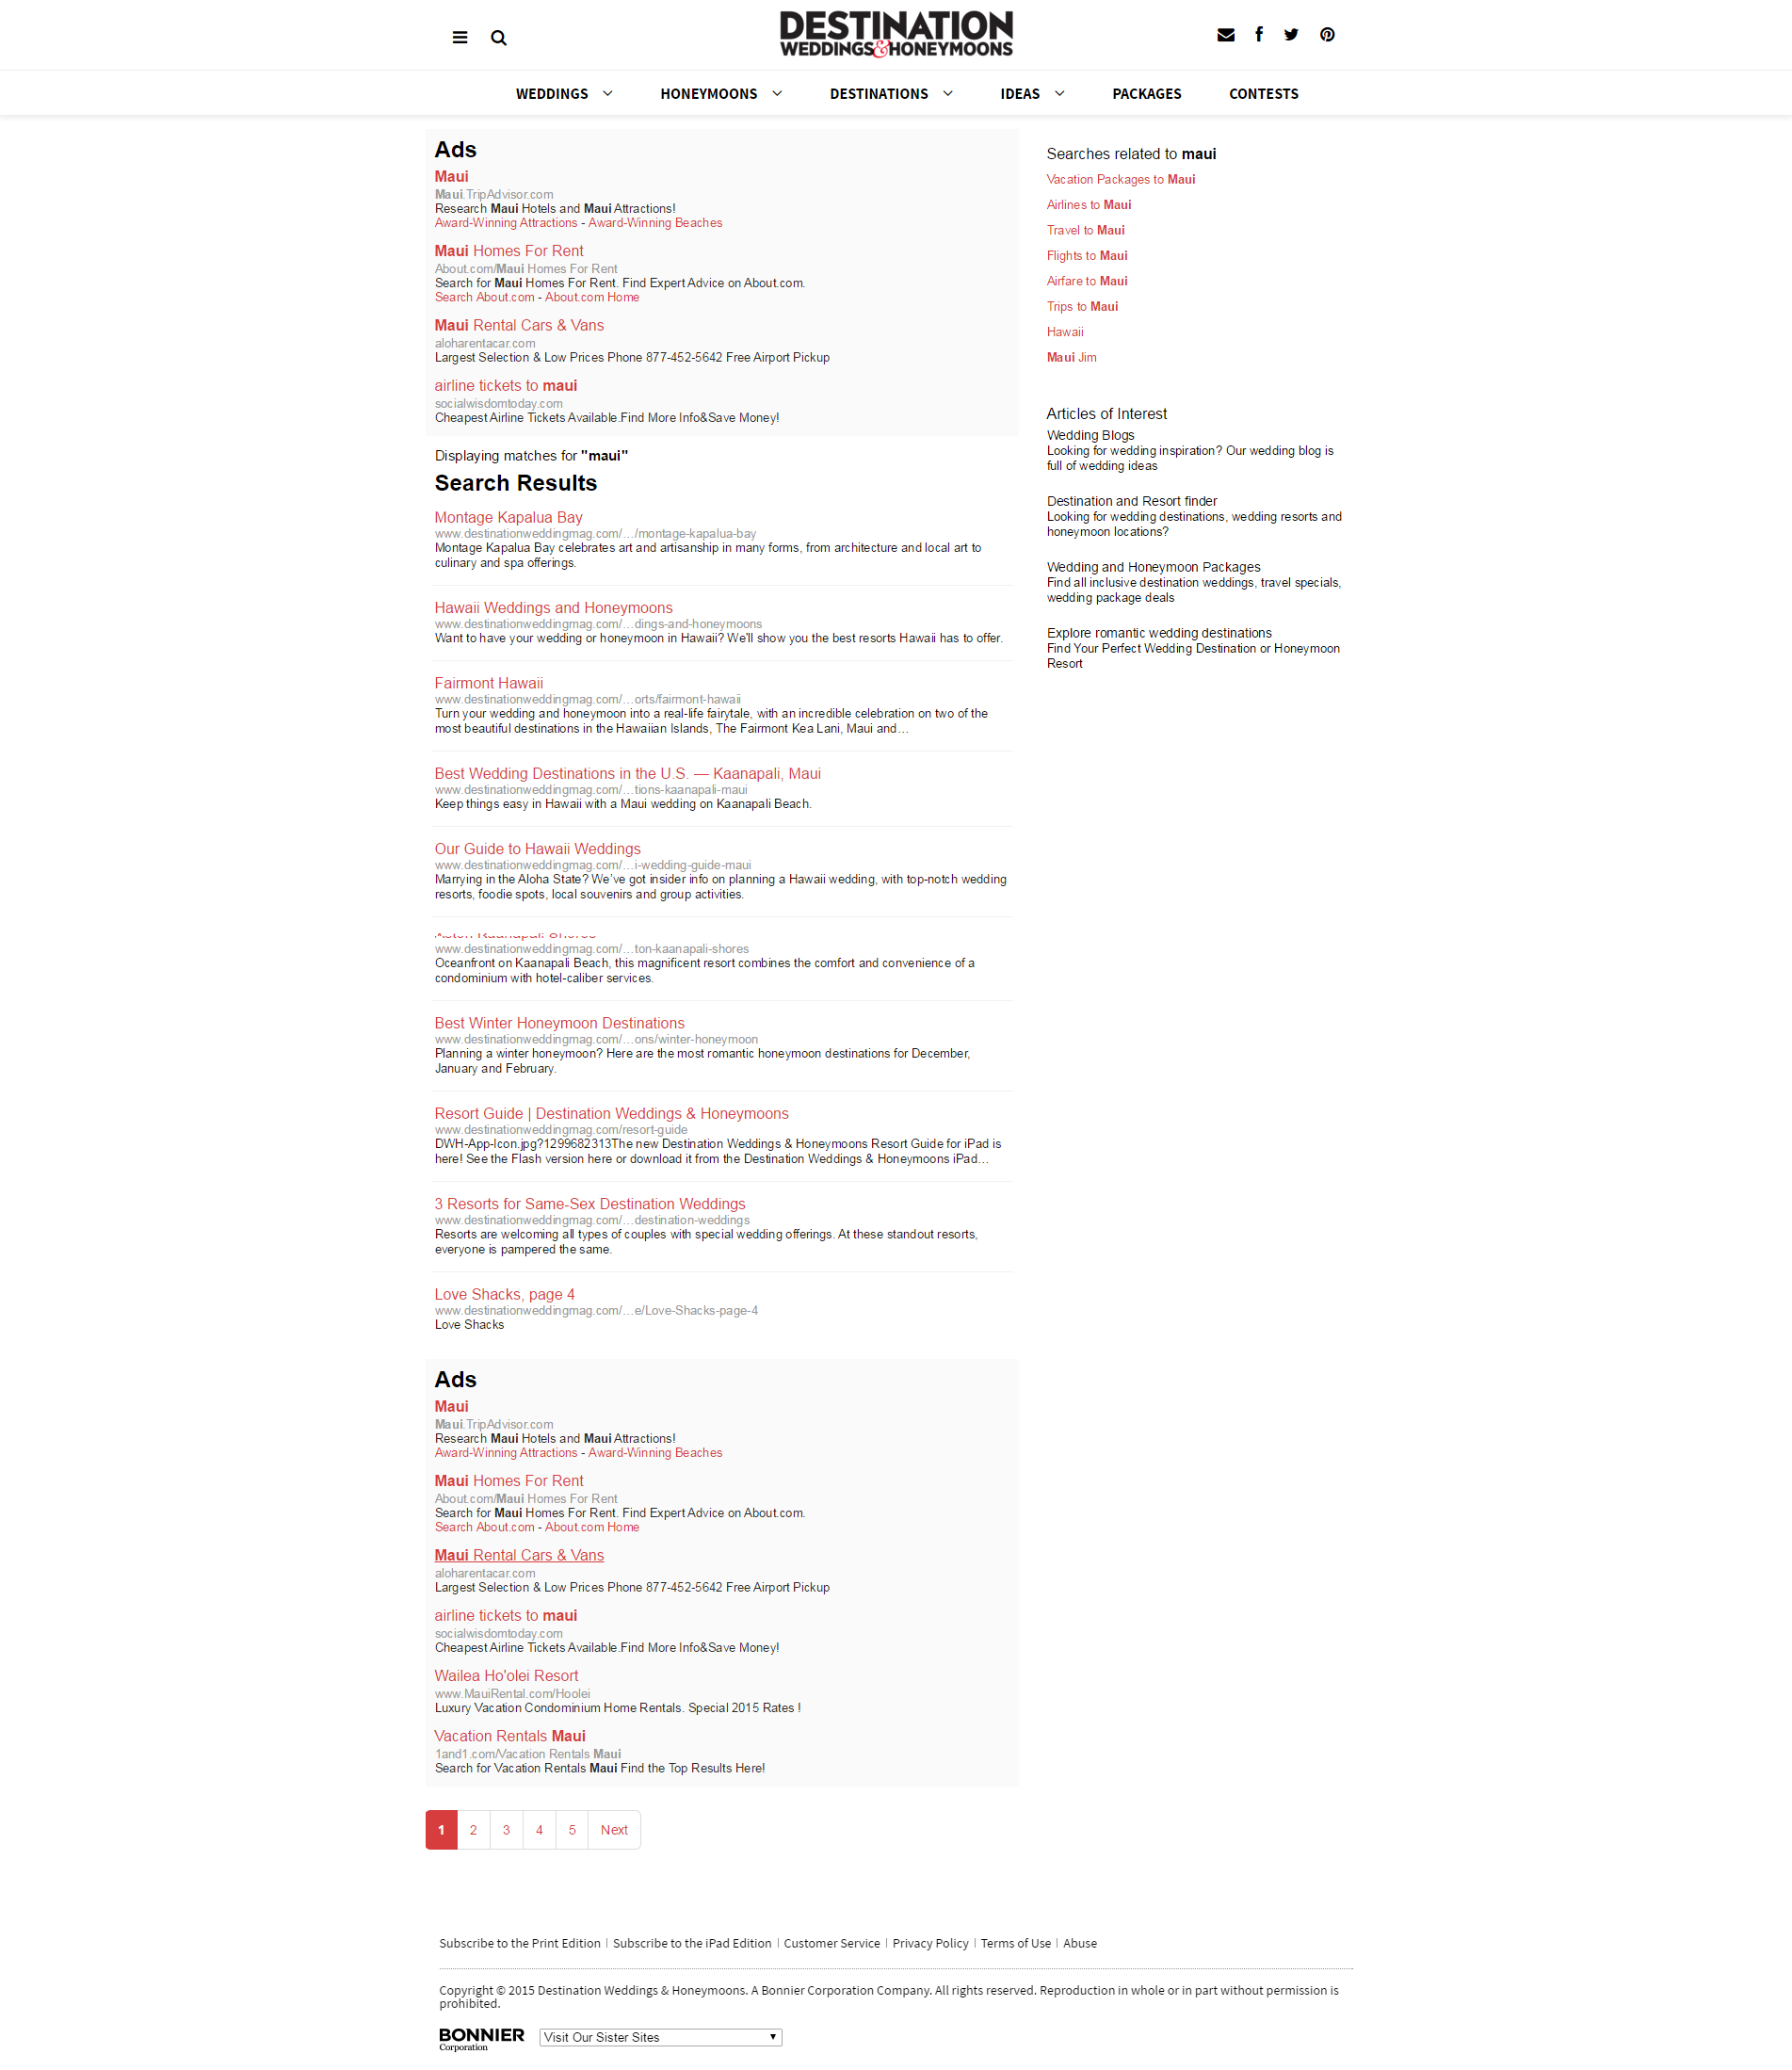 DESTINATION
WEDDINGS&HONEYMOONS
WEDDINGS HONEYMOONS DESTINATIONS IDEAS PACKAGES CONTESTS
Ads
Maui
Maui.TripAdvisor.com
Research Maui Hotels and Maui Attractions!
Award-Winning Attractions - Award-Winning Beaches
Maui Homes For Rent
About.com/Maui Homes For Rent
Search for Maui Homes For Rent. Find Expert Advice on About.com.
Search About.com - About.com Home
Maui Rental Cars & Vans
aloharentacar.com
Largest Selection & Low Prices Phone 877-452-5642 Free Airport Pickup
airline tickets to maui
socialwisdomtoday.com
Cheapest Airline Tickets Available.Find More Info&Save Money!
Displaying matches for "maui"
Search Results
Montage Kapalua Bay
www.destinationweddingmag.com/…/montage-kapalua-bay
Montage Kapalua Bay celebrates art and artisanship in many forms, from architecture and local art to
culinary and spa offerings.
Hawaii Weddings and Honeymoons
www.destinationweddingmag.com/…dings-and-honeymoons
Want to have your wedding or honeymoon in Hawaii? We'll show you the best resorts Hawaii has to offer.
Fairmont Hawaii
www.destinationweddingmag.com/…orts/fairmont-hawaii
Turn your wedding and honeymoon into a real-life fairytale, with an incredible celebration on two of the
most beautiful destinations in the Hawaiian Islands, The Fairmont Kea Lani, Maui and…
Best Wedding Destinations in the U.S. — Kaanapali, Maui
www.destinationweddingmag.com/…tions-kaanapali-maui
Keep things easy in Hawaii with a Maui wedding on Kaanapali Beach.
Our Guide to Hawaii Weddings
www.destinationweddingmag.com/…i-wedding-guide-maui
Marrying in the Aloha State? We've got insider info on planning a Hawaii wedding, with top-notch wedding
resorts, foodie spots, local souvenirs and group activities.
www.destinationweddingmag.com/…ton-kaanapali-shores
Oceanfront on Kaanapali Beach, this magnificent resort combines the comfort and convenience of a
condominium with hotel-caliber services.
Best Winter Honeymoon Destinations
www.destinationweddingmag.com/…ons/winter-honeymoon
Planning a winter honeymoon? Here are the most romantic honeymoon destinations for December,
January and February.
Resort Guide | Destination Weddings & Honeymoons
www.destinationweddingmag.com/resort-guide
DWH-App-Icon.jpg?1299682313The new Destination Weddings & Honeymoons Resort Guide for iPad is
here! See the Flash version here or download it from the Destination Weddings & Honeymoons iPad…
3 Resorts for Same-Sex Destination Weddings
www.destinationweddingmag.com/…destination-weddings
Resorts are welcoming all types of couples with special wedding offerings. At these standout resorts,
everyone is pampered the same.
Love Shacks, page 4
www.destinationweddingmag.com/…e/Love-Shacks-page-4
Love Shacks
Ads
Maui
Maui.TripAdvisor.com
Research Maui Hotels and Maui Attractions!
Award-Winning Attractions - Award-Winning Beaches
Maui Homes For Rent
About.com/Maui Homes For Rent
Search for Maui Homes For Rent. Find Expert Advice on About.com.
Search About.com - About.com Home
Maui Rental Cars & Vans
aloharentacar.com
Largest Selection & Low Prices Phone 877-452-5642 Free Airport Pickup
airline tickets to maui
socialwisdomtoday.com
Cheapest Airline Tickets Available.Find More Info&Save Money!
Wailea Ho'olei Resort
www.MauiRental.com/Hoolei
Luxury Vacation Condominium Home Rentals. Special 2015 Rates !
Vacation Rentals Maui
1and1.com/Vacation Rentals Maui
Search for Vacation Rentals Maui Find the Top Results Here!
1 2 3 4 5 Next
Searches related to maui
Vacation Packages to Maui
Airlines to Maui
Travel to Maui
Flights to Maui
Airfare to Maui
Trips to Maui
Hawaii
Maui Jim
Articles of Interest
Wedding Blogs
Looking for wedding inspiration? Our wedding blog is
full of wedding ideas
Destination and Resort finder
Looking for wedding destinations, wedding resorts and
honeymoon locations?
Wedding and Honeymoon Packages
Find all inclusive destination weddings, travel specials,
wedding package deals
Explore romantic wedding destinations
Find Your Perfect Wedding Destination or Honeymoon
Resort
Subscribe to the Print Edition | Subscribe to the iPad Edition | Customer Service | Privacy Policy | Terms of Use | Abuse
Copyright © 2015 Destination Weddings & Honeymoons. A Bonnier Corporation Company. All rights reserved. Reproduction in whole or in part without permission is
prohibited.
BONNIER
Corporation
Visit Our Sister Sites